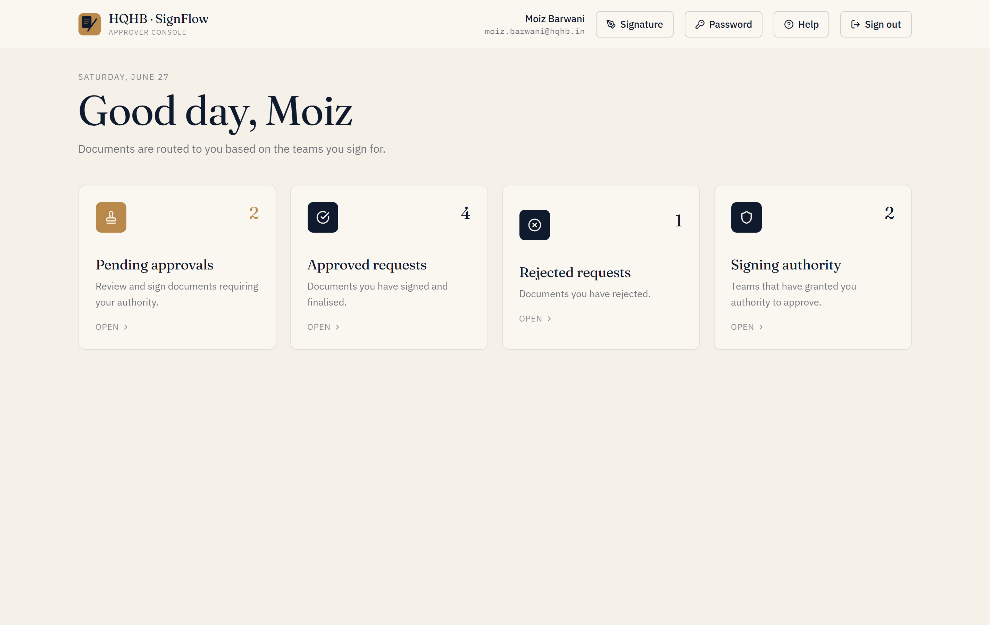 HQHB · SignFlow
APPROVER CONSOLE
Moiz Barwani
moiz.barwani@hqhb.in
Signature
Password
Help
Sign out
SATURDAY, JUNE 27
Good day, Moiz
Documents are routed to you based on the teams you sign for.
2
Pending approvals
Review and sign documents requiring
your authority.
OPEN
4
Approved requests
Documents you have signed and
finalised.
OPEN
1
Rejected requests
Documents you have rejected.
OPEN
2
Signing authority
Teams that have granted you
authority to approve.
OPEN